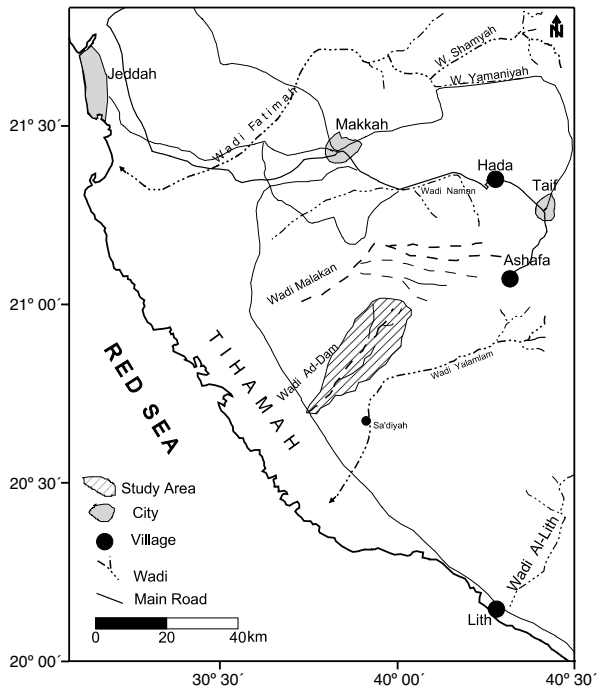 N
Jeddah
W. Shamyah
W. Yamaniyah
Wadi Fatimah
21° 30´
Makkah
Hada
Wadi Naman
Taif
Ashafa
Wadi Malakan
21° 00´
TIHAMAH
RED SEA
Wadi Ad-Dam
Wadi Yalamlam
Sa'diyah
20° 30´
Study Area
City
Village
Wadi
Main Road
0 20 40km
Wadi Al-Lith
Lith
20° 00´
30° 30´ 40° 00´ 40° 30´